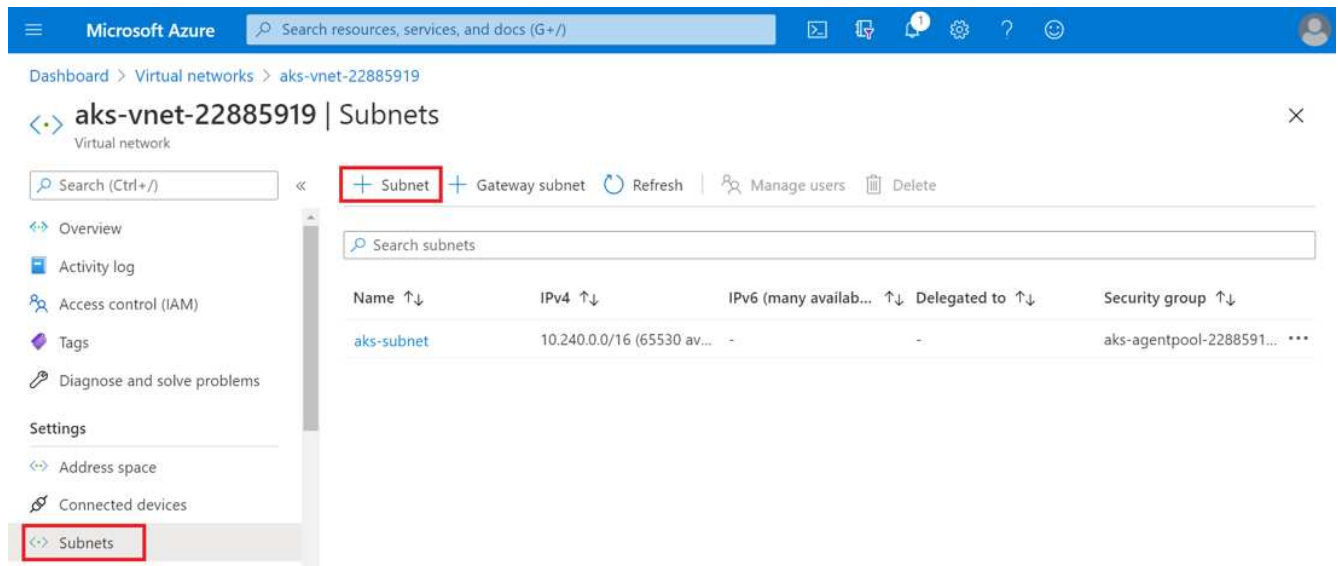 Microsoft Azure
Search resources, services, and docs (G+/)
1
Dashboard > Virtual networks > aks-vnet-22885919
aks-vnet-22885919 | Subnets
Virtual network
Search (Ctrl+/)
«
+ Subnet + Gateway subnet Refresh Manage users Delete
Overview
Activity log
Access control (IAM)
Tags
Diagnose and solve problems
Settings
Address space
Connected devices
Subnets
Search subnets
Name ↑↓ IPv4 ↑↓ IPv6 (many availab... ↑↓ Delegated to ↑↓ Security group ↑↓
aks-subnet 10.240.0.0/16 (65530 av... - - aks-agentpool-2288591... •••